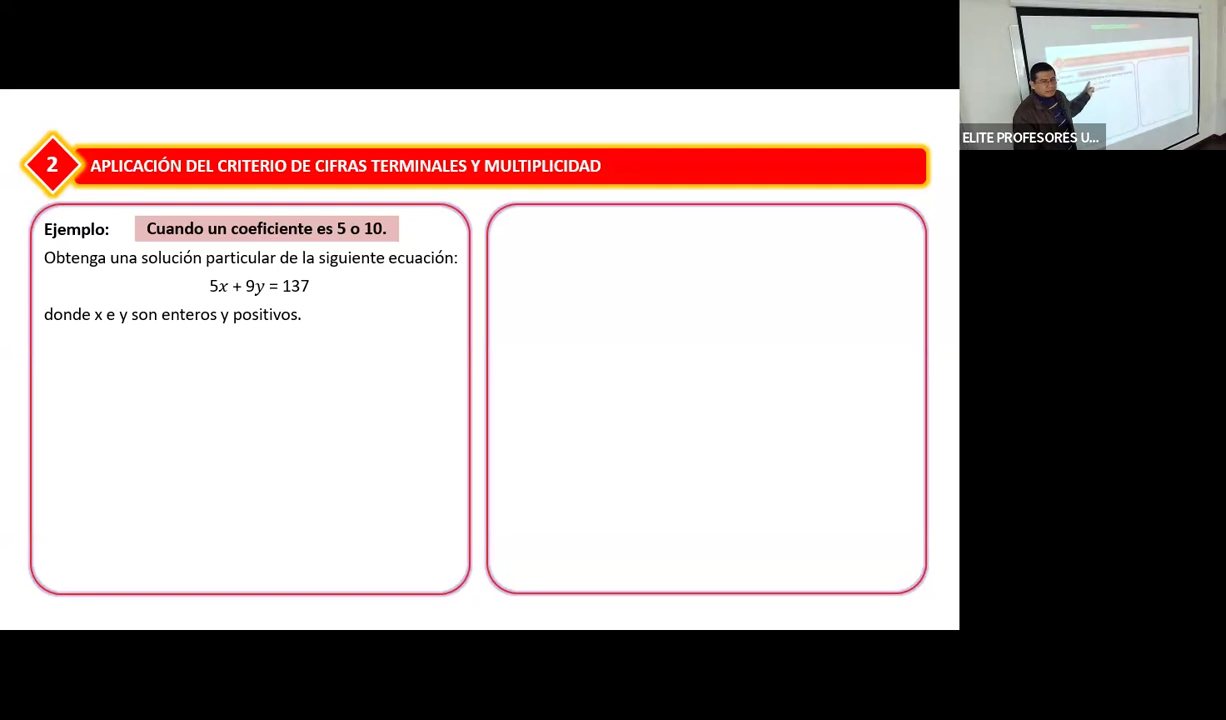 2
APLICACIÓN DEL CRITERIO DE CIFRAS TERMINALES Y MULTIPLICIDAD
Ejemplo: Cuando un coeficiente es 5 o 10.
Obtenga una solución particular de la siguiente ecuación:
5x + 9y = 137
donde x e y son enteros y positivos.
ELITE PROFESORES U...